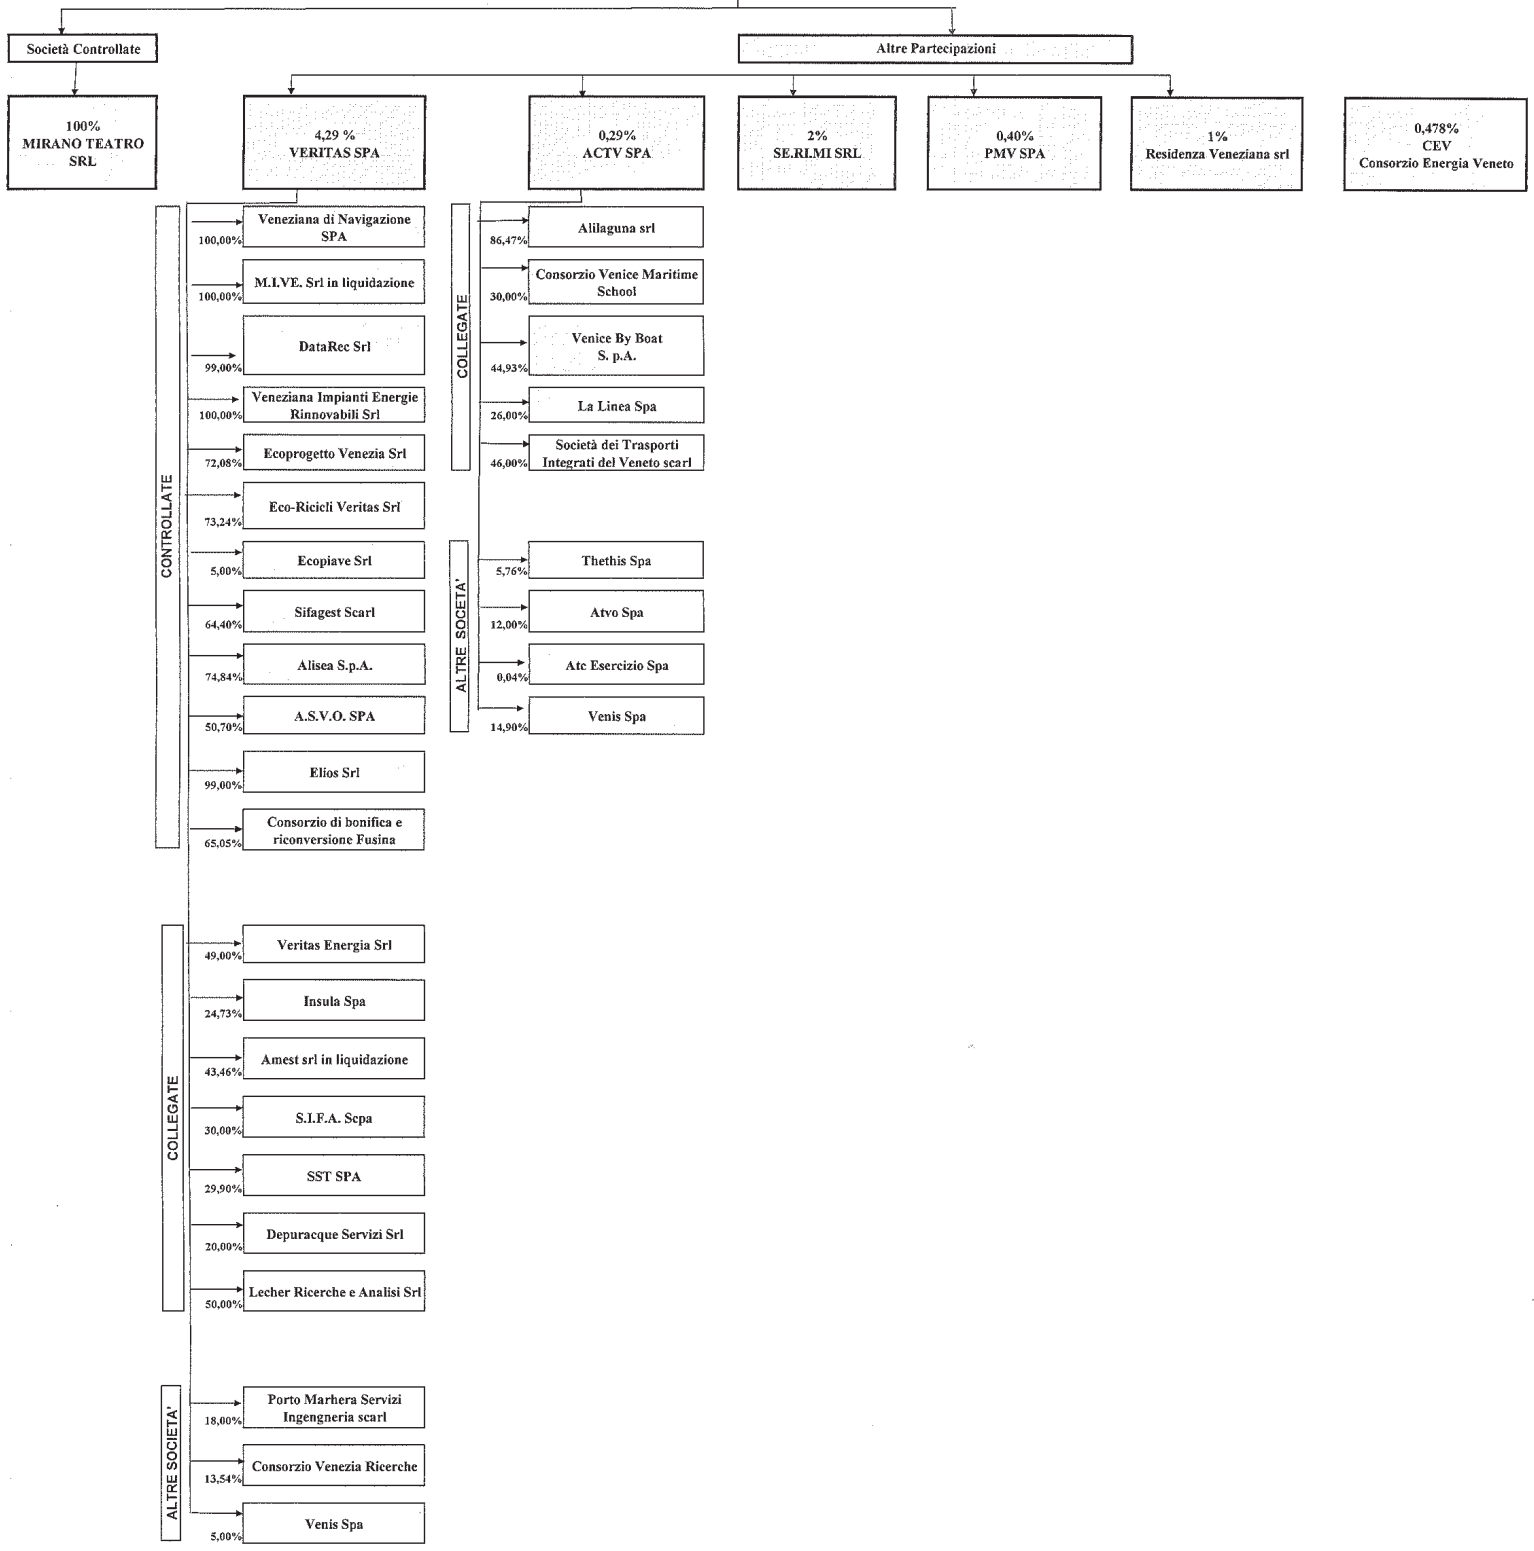 Società Controllate
Altre Partecipazioni
100%
MIRANO TEATRO
SRL
4,29 %
VERITAS SPA
0,29%
ACTV SPA
2%
SE.RI.MI SRL
0,40%
PMV SPA
1%
Residenza Veneziana srl
0,478%
CEV
Consorzio Energia Veneto
CONTROLLATE
Veneziana di Navigazione
SPA
100,00%
M.I.VE. Srl in liquidazione
100,00%
DataRec Srl
99,00%
Veneziana Impianti Energie
Rinnovabili Srl
100,00%
Ecoprogetto Venezia Srl
72,08%
Eco-Ricicli Veritas Srl
73,24%
Ecopiave Srl
5,00%
Sifagest Scarl
64,40%
Alisea S.p.A.
74,84%
A.S.V.O. SPA
50,70%
Elios Srl
99,00%
Consorzio di bonifica e
riconversione Fusina
65,05%
COLLEGATE
Veritas Energia Srl
49,00%
Insula Spa
24,73%
Amest srl in liquidazione
43,46%
S.I.F.A. Scpa
30,00%
SST SPA
29,90%
Depuracque Servizi Srl
20,00%
Lecher Ricerche e Analisi Srl
50,00%
ALTRE SOCIETA'
Porto Marhera Servizi
Ingengneria scarl
18,00%
Consorzio Venezia Ricerche
13,54%
Venis Spa
5,00%
COLLEGATE
Alilaguna srl
86,47%
Consorzio Venice Maritime
School
30,00%
Venice By Boat
S. p.A.
44,93%
La Linea Spa
26,00%
Società dei Trasporti
Integrati del Veneto scarl
46,00%
ALTRE SOCETA'
Thethis Spa
5,76%
Atvo Spa
12,00%
Atc Esercizio Spa
0,04%
Venis Spa
14,90%